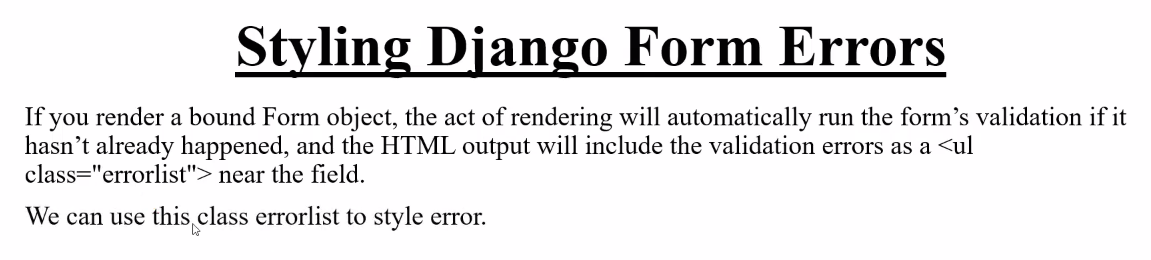 Styling Django Form Errors
If you render a bound Form object, the act of rendering will automatically run the form’s validation if it
hasn’t already happened, and the HTML output will include the validation errors as a <ul
class="errorlist"> near the field.
We can use this class errorlist to style error.